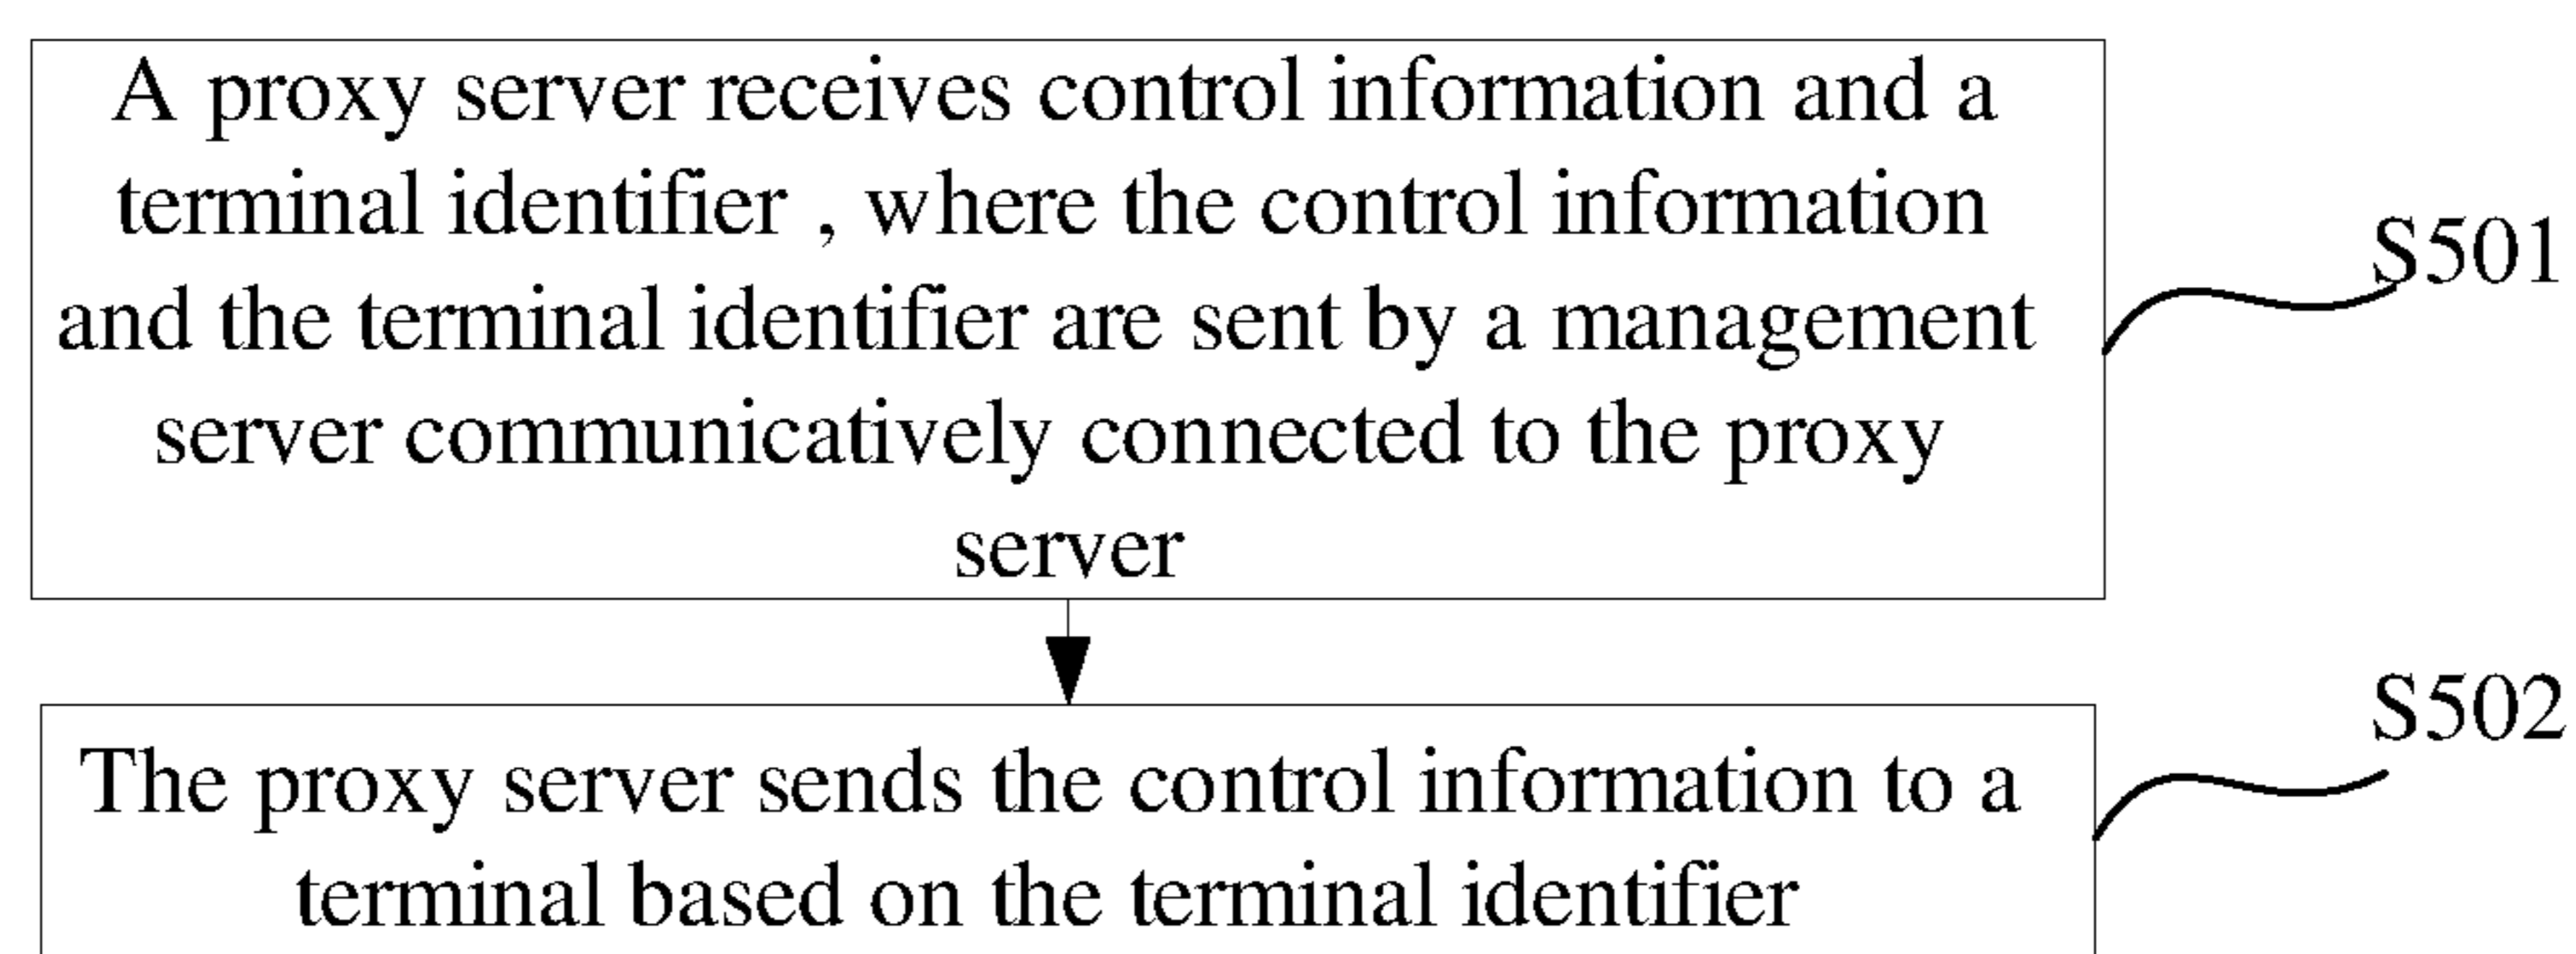 A proxy server receives control information and a
terminal identifier , where the control information
and the terminal identifier are sent by a management
server communicatively connected to the proxy
server
S501
The proxy server sends the control information to a
terminal based on the terminal identifier
S502